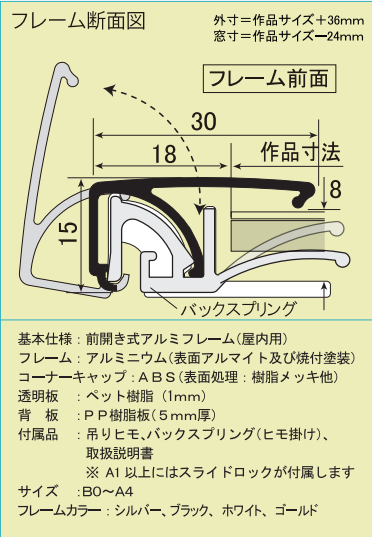 フレーム断面図
外寸=作品サイズ+36mm
窓寸=作品サイズー24mm
フレーム前面
30
18
作品寸法
8
15
バックスプリング
基本仕様：前開き式アルミフレーム(屋内用)
フレーム：アルミニウム(表面アルマイト及び焼付塗装)
コーナーキャップ：ABS(表面処理：樹脂メッキ他)
透明板　：ペット樹脂 (1mm)
背　板　：PP樹脂板(5mm厚)
付属品　：吊りヒモ、バックスプリング(ヒモ掛け)、
取扱説明書
※ A1以上にはスライドロックが付属します
サイズ　：B0〜A4
フレームカラー：シルバー、ブラック、ホワイト、ゴールド